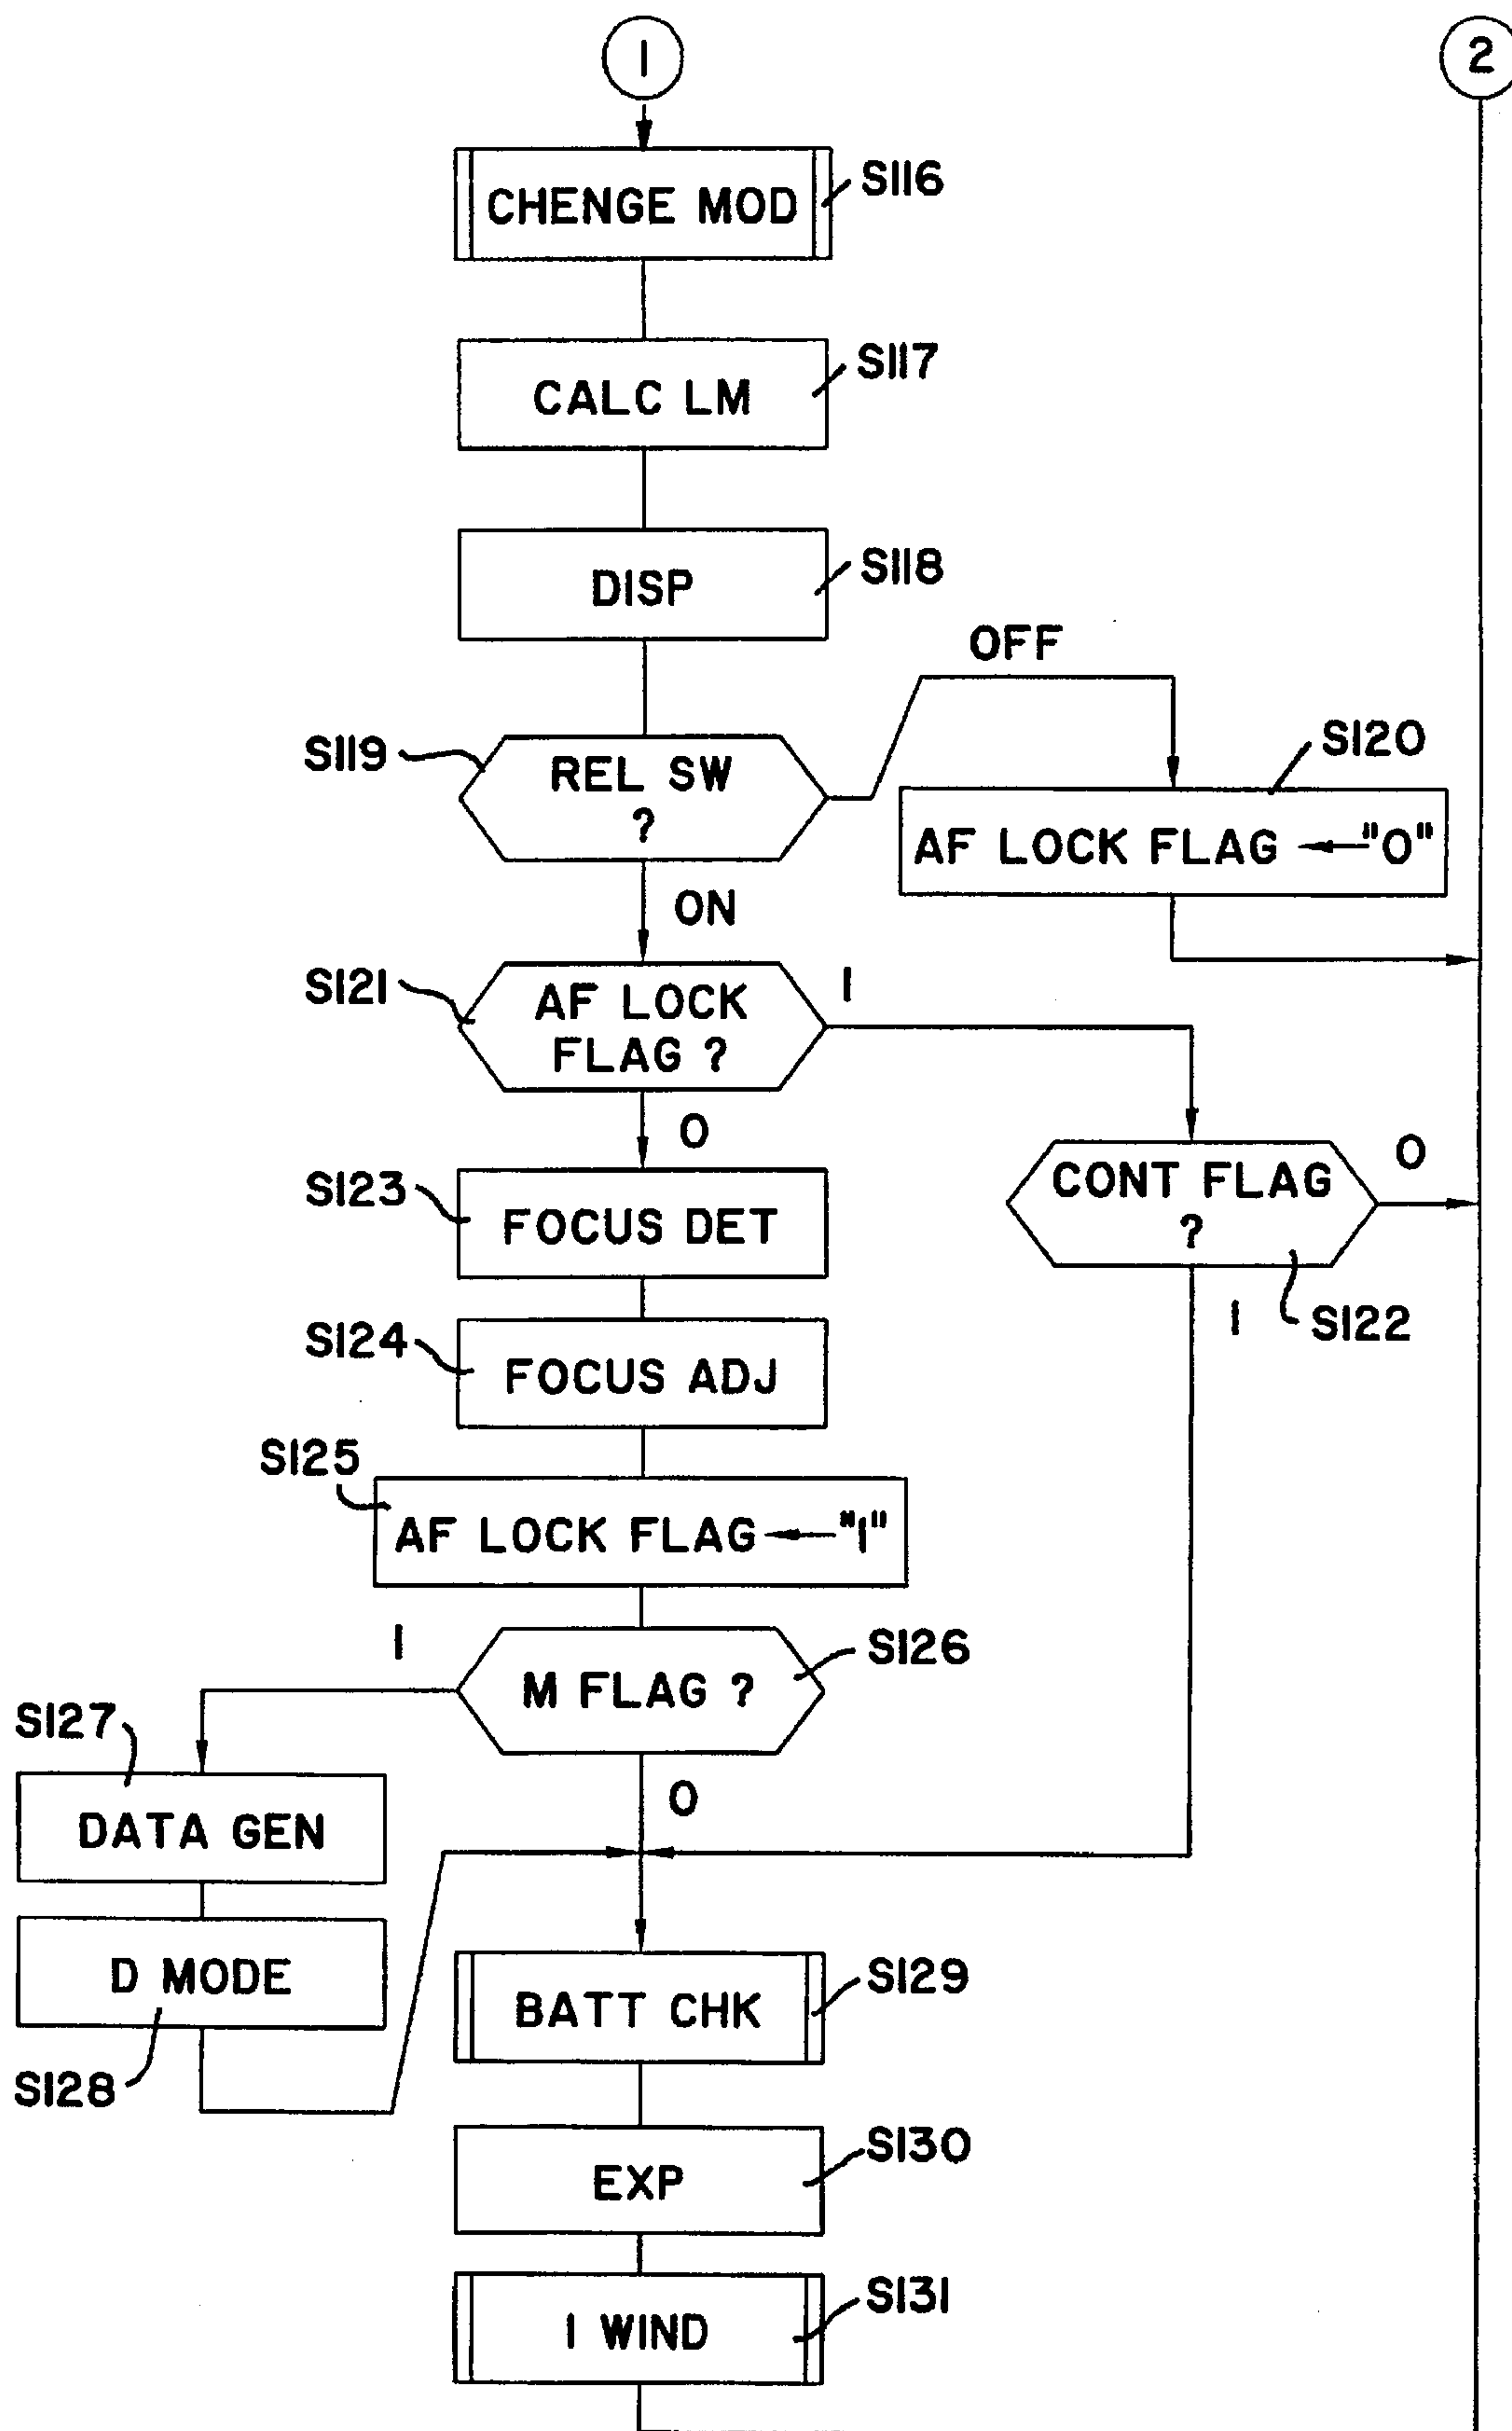 1
2
CHENGE MOD
S116
CALC LM
S117
DISP
S118
OFF
S119
REL SW
?
S120
AF LOCK FLAG ← "0"
ON
S121
AF LOCK
FLAG ?
1
0
S123
FOCUS DET
CONT FLAG
?
0
S122
1
S124
FOCUS ADJ
S125
AF LOCK FLAG ← "1"
1
M FLAG ?
S126
S127
0
DATA GEN
D MODE
S128
BATT CHK
S129
EXP
S130
1 WIND
S131